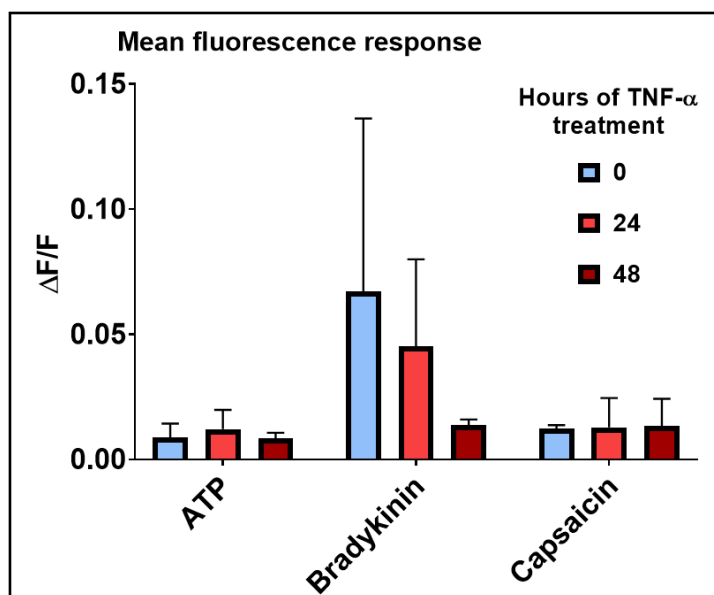 Mean fluorescence response
0.15
0.10
0.05
0.00
ΔF/F
Hours of TNF-α
treatment
0
24
48
ATP
Bradykinin
Capsaicin